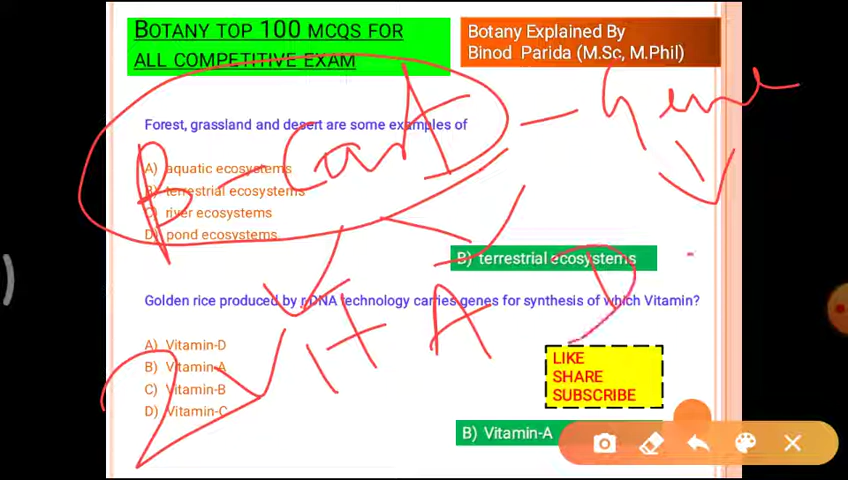 BOTANY TOP 100 MCQS FOR
ALL COMPETITIVE EXAM
Botany Explained By
Binod Parida (M.Sc, M.Phil)
Forest, grassland and desert are some examples of
A) aquatic ecosystems
B) terrestrial ecosystems
C) river ecosystems
D) pond ecosystems
B) terrestrial ecosystems
Golden rice produced by rDNA technology carries genes for synthesis of which Vitamin?
A) Vitamin-D
B) Vitamin-A
C) Vitamin-B
D) Vitamin-C
LIKE
SHARE
SUBSCRIBE
B) Vitamin-A
Gene
Vit A